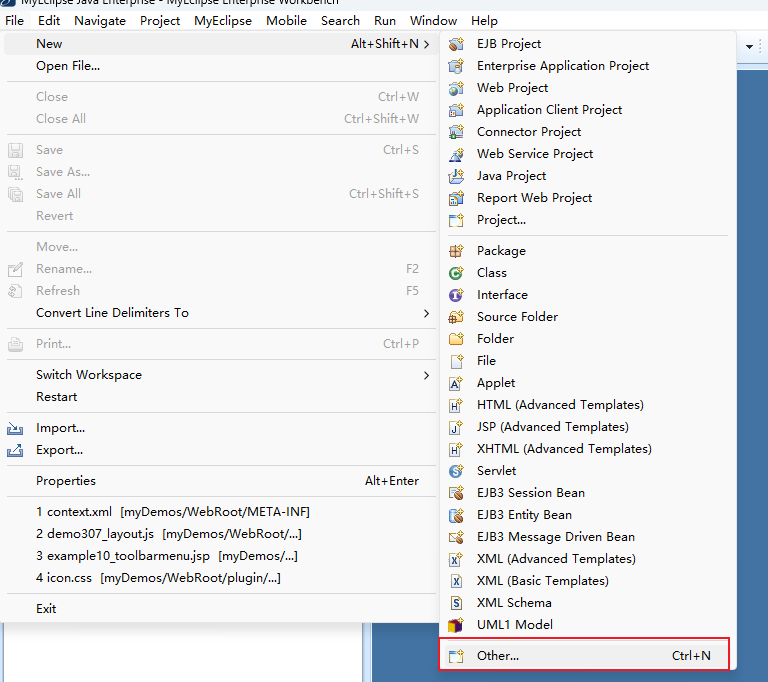 MyEclipse Java Enterprise - MyEclipse Enterprise Workbench
File Edit Navigate Project MyEclipse Mobile Search Run Window Help
New Alt+Shift+N
Open File...
Close Ctrl+W
Close All Ctrl+Shift+W
Save Ctrl+S
Save As...
Save All Ctrl+Shift+S
Revert
Move...
Rename... F2
Refresh F5
Convert Line Delimiters To
Print... Ctrl+P
Switch Workspace
Restart
Import...
Export...
Properties Alt+Enter
1 context.xml [myDemos/WebRoot/META-INF]
2 demo307_layout.js [myDemos/WebRoot/...]
3 example10_toolbarmenu.jsp [myDemos/...]
4 icon.css [myDemos/WebRoot/plugin/...]
Exit
EJB Project
Enterprise Application Project
Web Project
Application Client Project
Connector Project
Web Service Project
Java Project
Report Web Project
Project...
Package
Class
Interface
Source Folder
Folder
File
Applet
HTML (Advanced Templates)
JSP (Advanced Templates)
XHTML (Advanced Templates)
Servlet
EJB3 Session Bean
EJB3 Entity Bean
EJB3 Message Driven Bean
XML (Advanced Templates)
XML (Basic Templates)
XML Schema
UML1 Model
Other... Ctrl+N